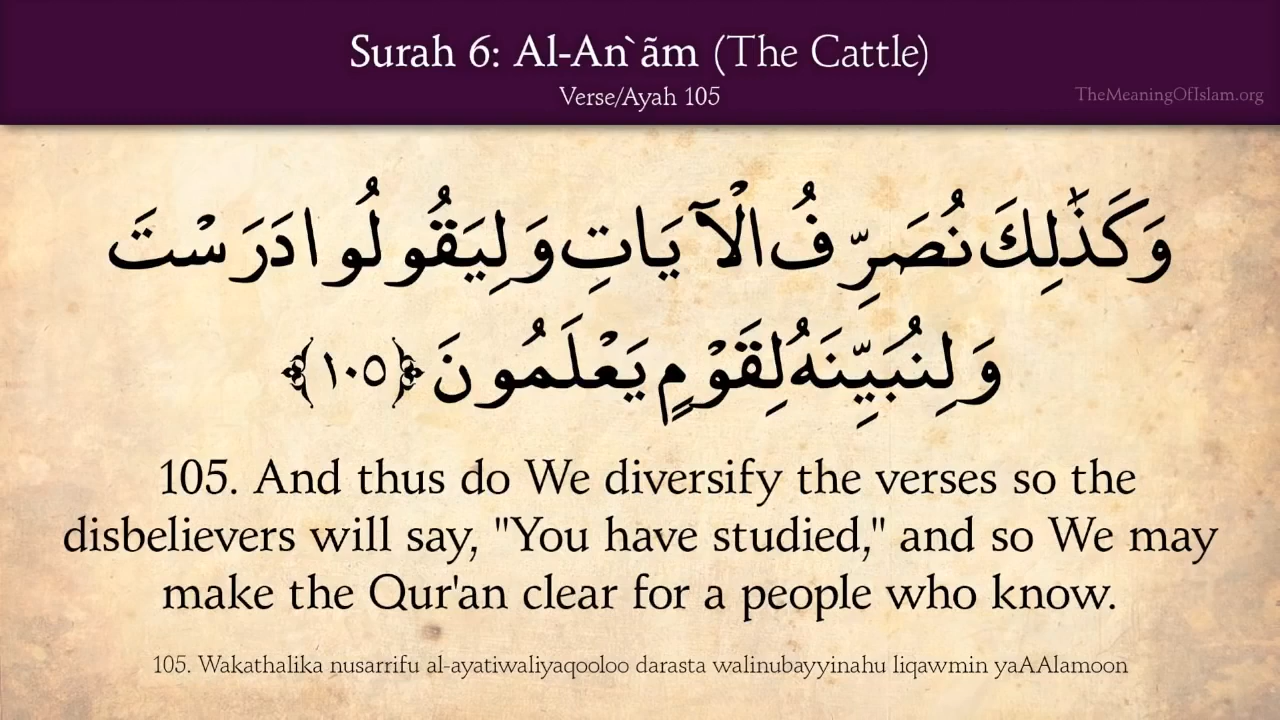 Surah 6: Al-An`ãm (The Cattle)
Verse/Ayah 105
TheMeaningOfIslam.org
وَكَذَٰلِكَ نُصَرِّفُ الْآيَاتِ وَلِيَقُولُوا دَرَسْتَ
وَلِنُبَيِّنَهُ لِقَوْمٍ يَعْلَمُونَ ﴿١٠٥﴾
105. And thus do We diversify the verses so the
disbelievers will say, "You have studied," and so We may
make the Qur'an clear for a people who know.
105. Wakathalika nusarrifu al-ayatiwaliyaqooloo darasta walinubayyinahu liqawmin yaAAlamoon